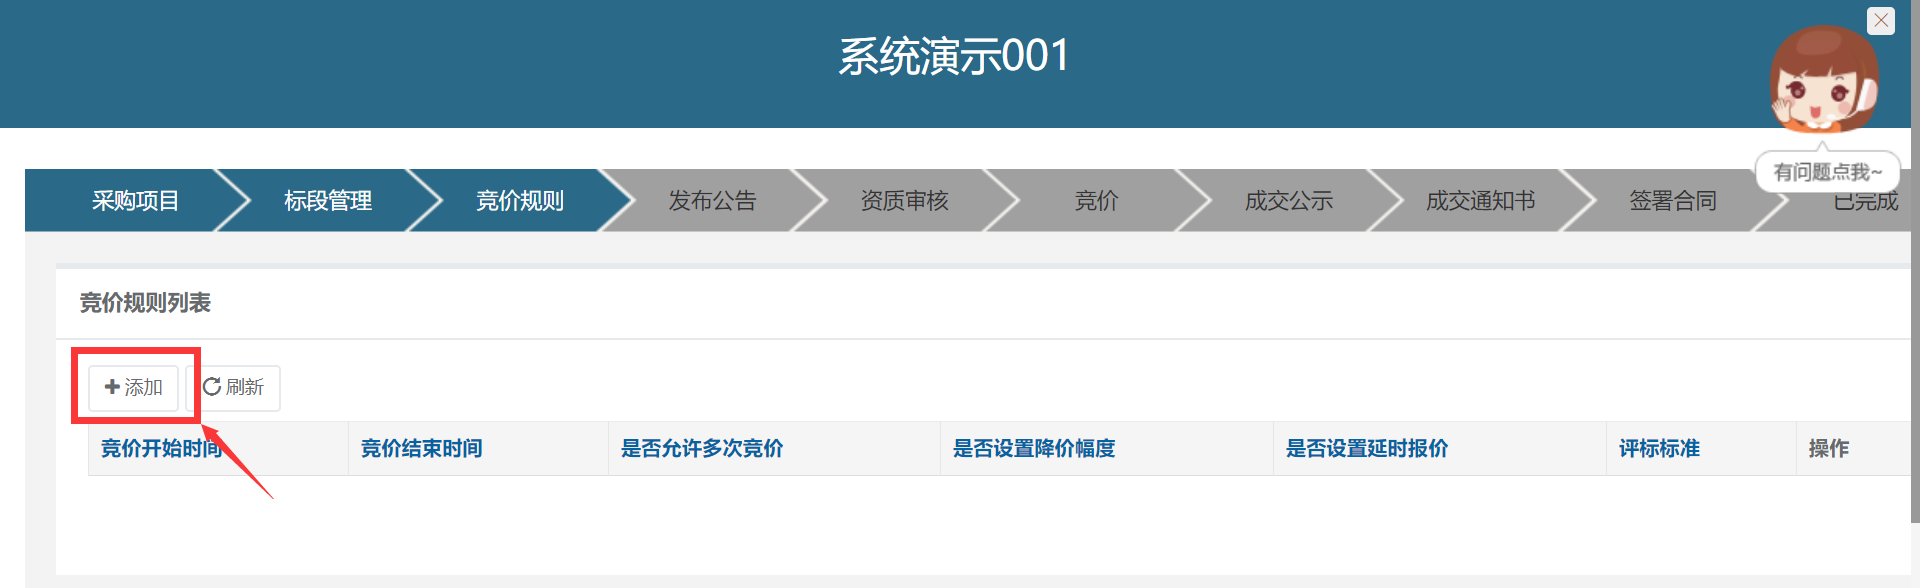 系统演示001
有问题点我~
采购项目 标段管理 竞价规则 发布公告 资质审核 竞价 成交公示 成交通知书 签署合同 已完成
竞价规则列表
添加 刷新
竞价开始时间 竞价结束时间 是否允许多次竞价 是否设置降价幅度 是否设置延时报价 评标标准 操作